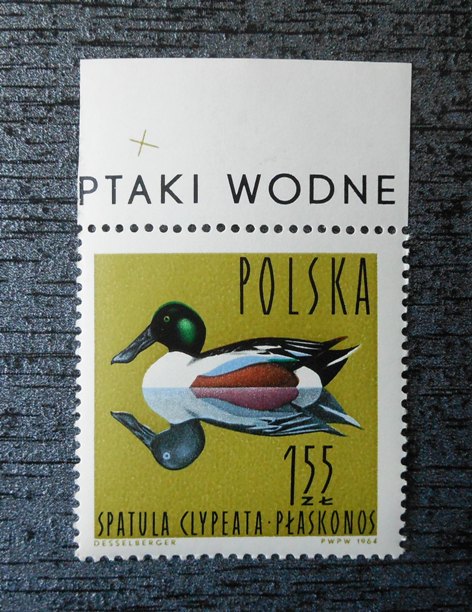 PTAKI WODNE
POLSKA
1 55
ZŁ
SPATULA CLYPEATA · PŁASKONOS
DESSELBERGER PWPW 1964